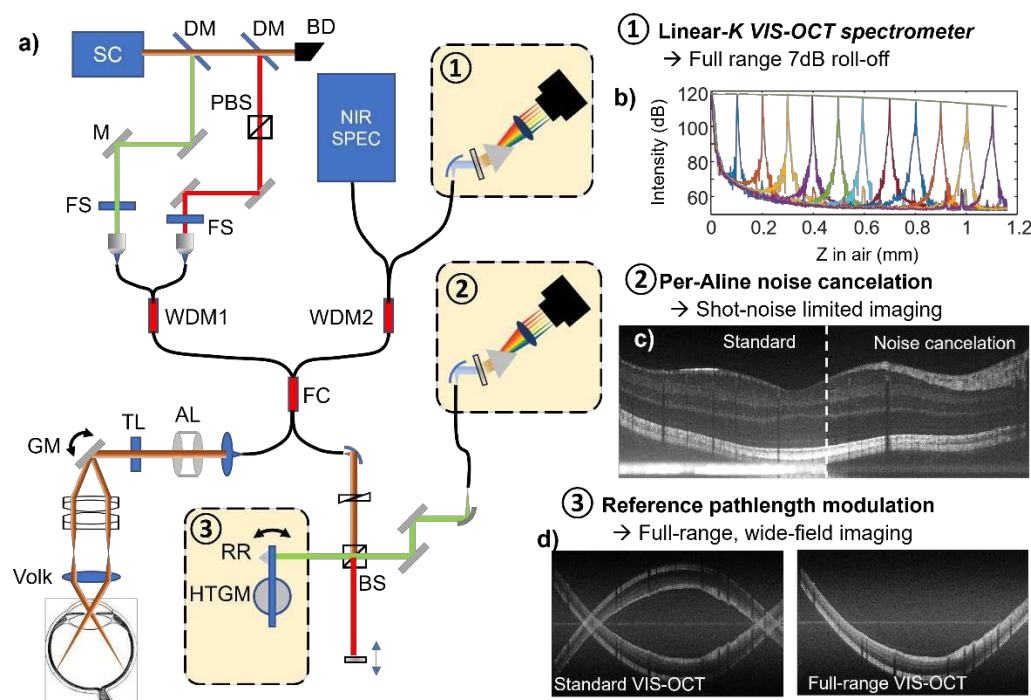 a)
SC
DM
DM
BD
PBS
M
FS
FS
NIR
SPEC
1
2
WDM1
WDM2
FC
GM
TL
AL
Volk
3
RR
HTGM
BS
1 Linear-K VIS-OCT spectrometer
→ Full range 7dB roll-off
b)
Intensity (dB)
120
100
80
60
0 0.2 0.4 0.6 0.8 1 1.2
Z in air (mm)
2 Per-Aline noise cancelation
→ Shot-noise limited imaging
c)
Standard
Noise cancelation
3 Reference pathlength modulation
→ Full-range, wide-field imaging
d)
Standard VIS-OCT
Full-range VIS-OCT